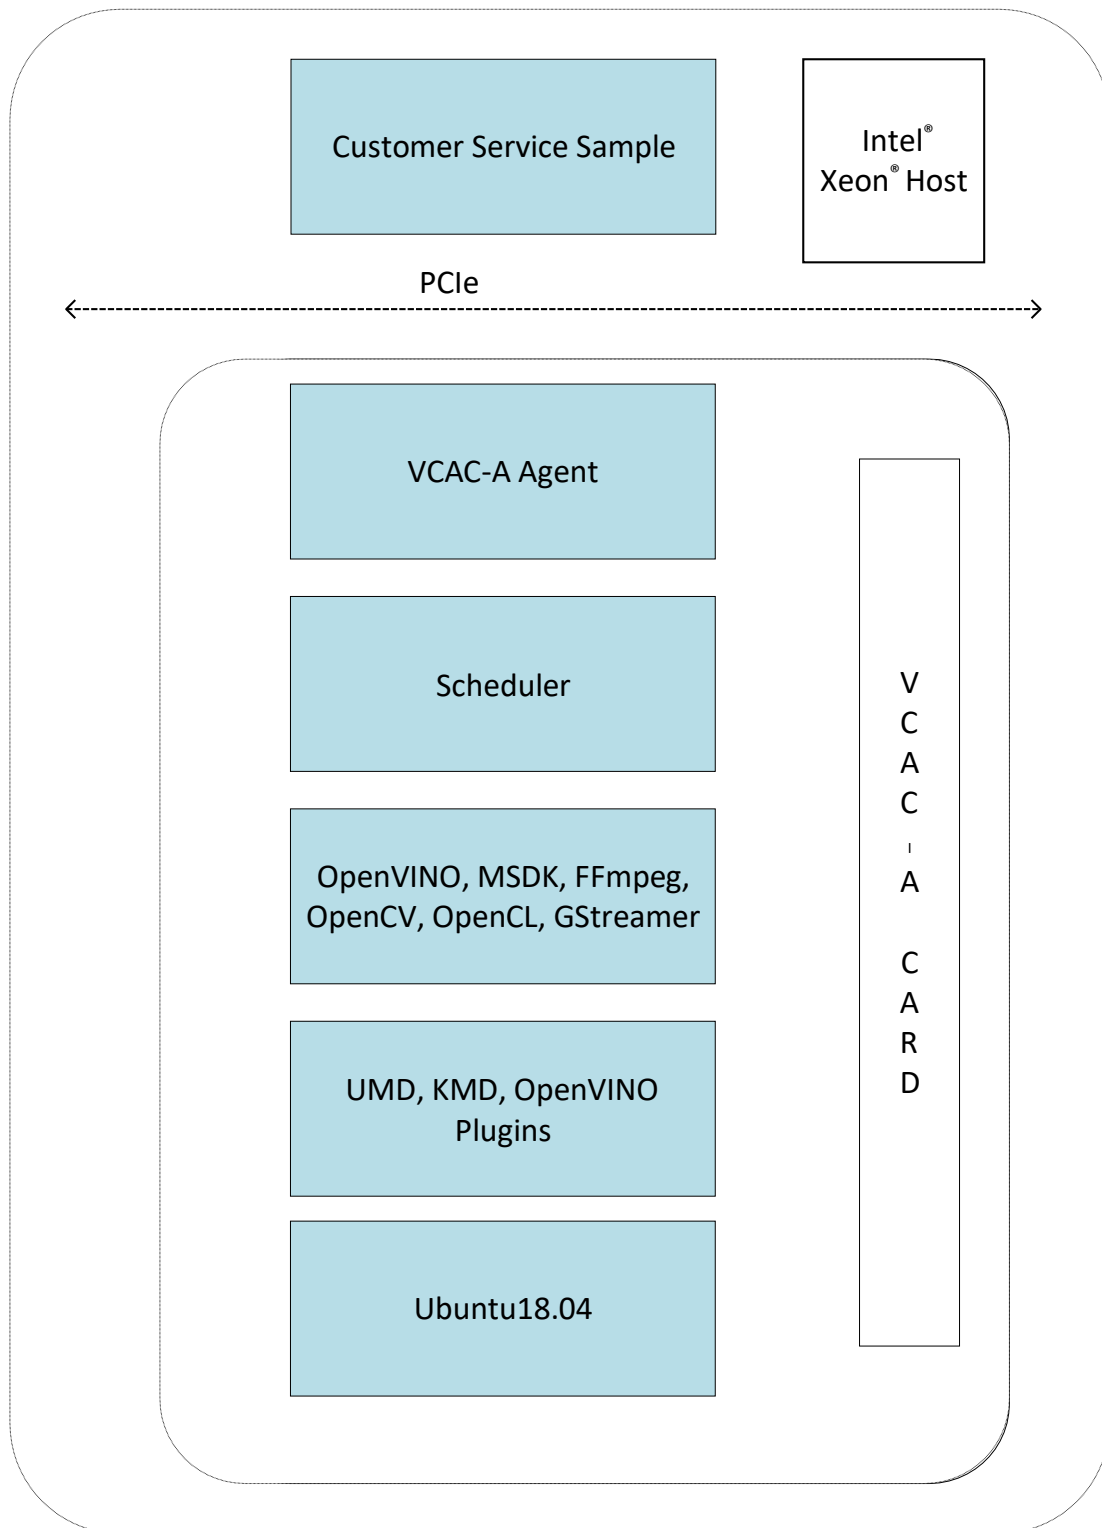 Customer Service Sample
Intel®
Xeon® Host
PCIe
VCAC-A Agent
Scheduler
OpenVINO, MSDK, FFmpeg,
OpenCV, OpenCL, GStreamer
UMD, KMD, OpenVINO
Plugins
Ubuntu18.04
V
C
A
C
-
A
C
A
R
D